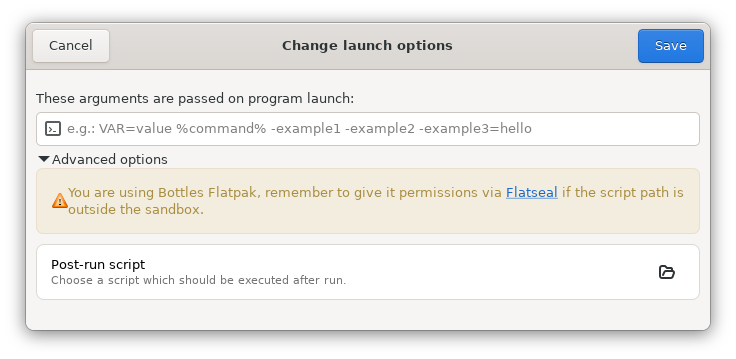 Cancel
Change launch options
Save
These arguments are passed on program launch:
e.g.: VAR=value %command% -example1 -example2 -example3=hello
Advanced options
You are using Bottles Flatpak, remember to give it permissions via Flatseal if the script path is
outside the sandbox.
Post-run script
Choose a script which should be executed after run.